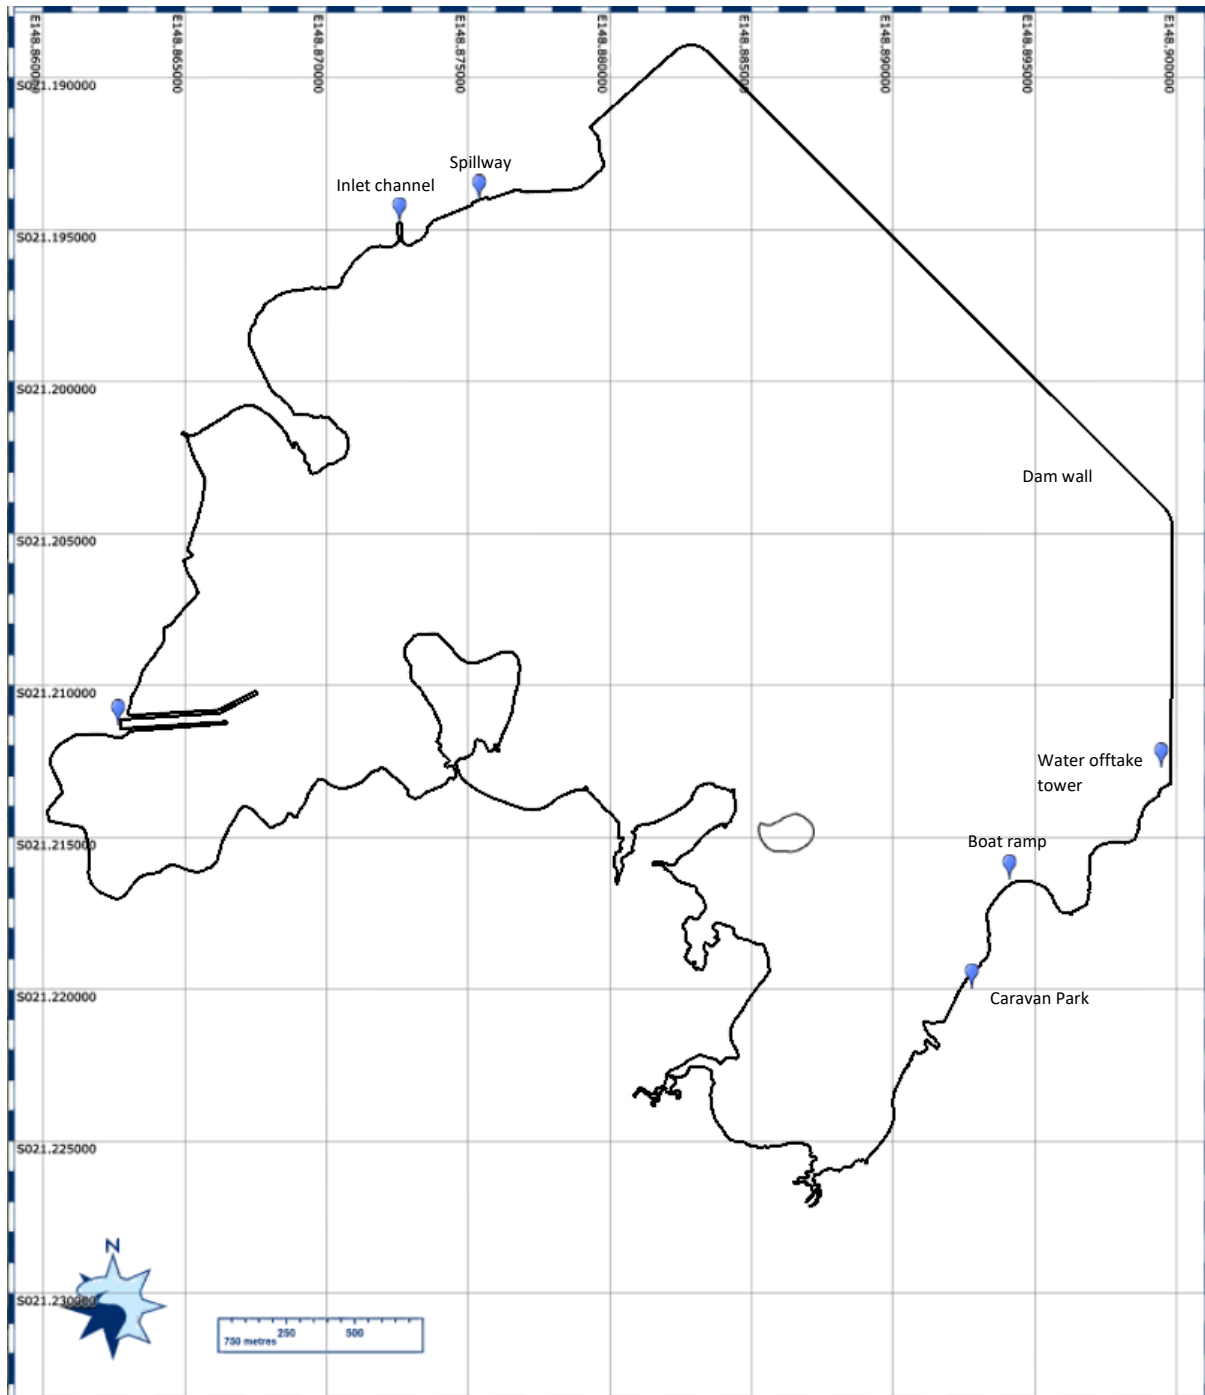 E148.860000
E148.865000
E148.870000
E148.875000
E148.880000
E148.885000
E148.890000
E148.895000
E148.900000
S021.190000
Spillway
Inlet channel
S021.195000
S021.200000
Dam wall
S021.205000
S021.210000
Water offtake
tower
Boat ramp
S021.215000
S021.220000
Caravan Park
S021.225000
N
S021.230000
250
500
750 metres